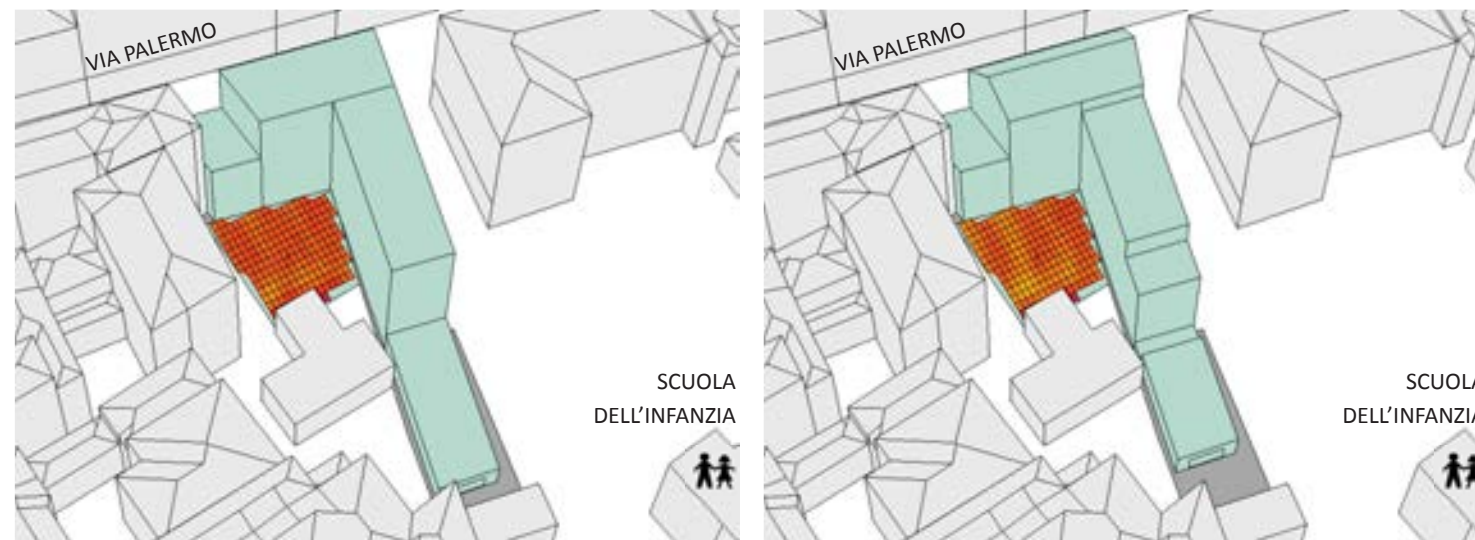 VIA PALERMO
SCUOLA
DELL'INFANZIA
VIA PALERMO
SCUOLA
DELL'INFANZIA